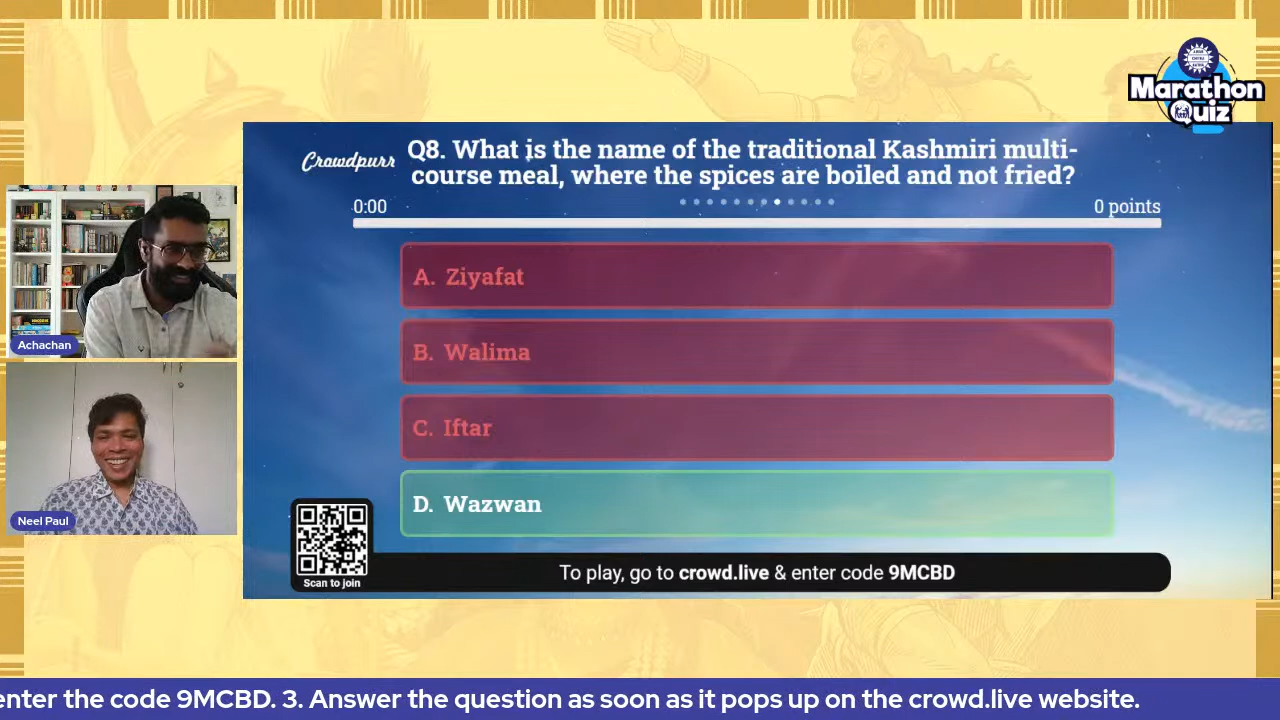 Marathon
Quiz
Crowdpurr
Q8. What is the name of the traditional Kashmiri multi-
course meal, where the spices are boiled and not fried?
0:00
0 points
A. Ziyafat
B. Walima
C. Iftar
D. Wazwan
Achachan
Neel Paul
Scan to join
To play, go to crowd.live & enter code 9MCBD
enter the code 9MCBD. 3. Answer the question as soon as it pops up on the crowd.live website.